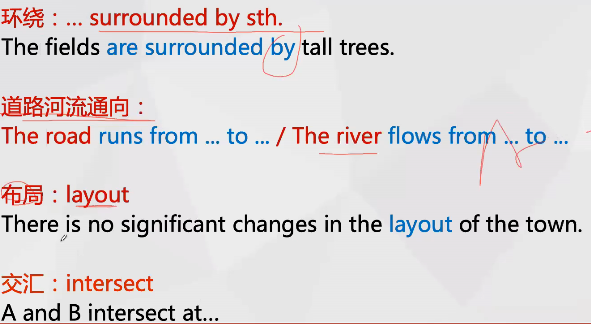 环绕：... surrounded by sth.
The fields are surrounded by tall trees.
道路河流通向：
The road runs from ... to ... / The river flows from ... to ...
布局：layout
There is no significant changes in the layout of the town.
交汇：intersect
A and B intersect at...